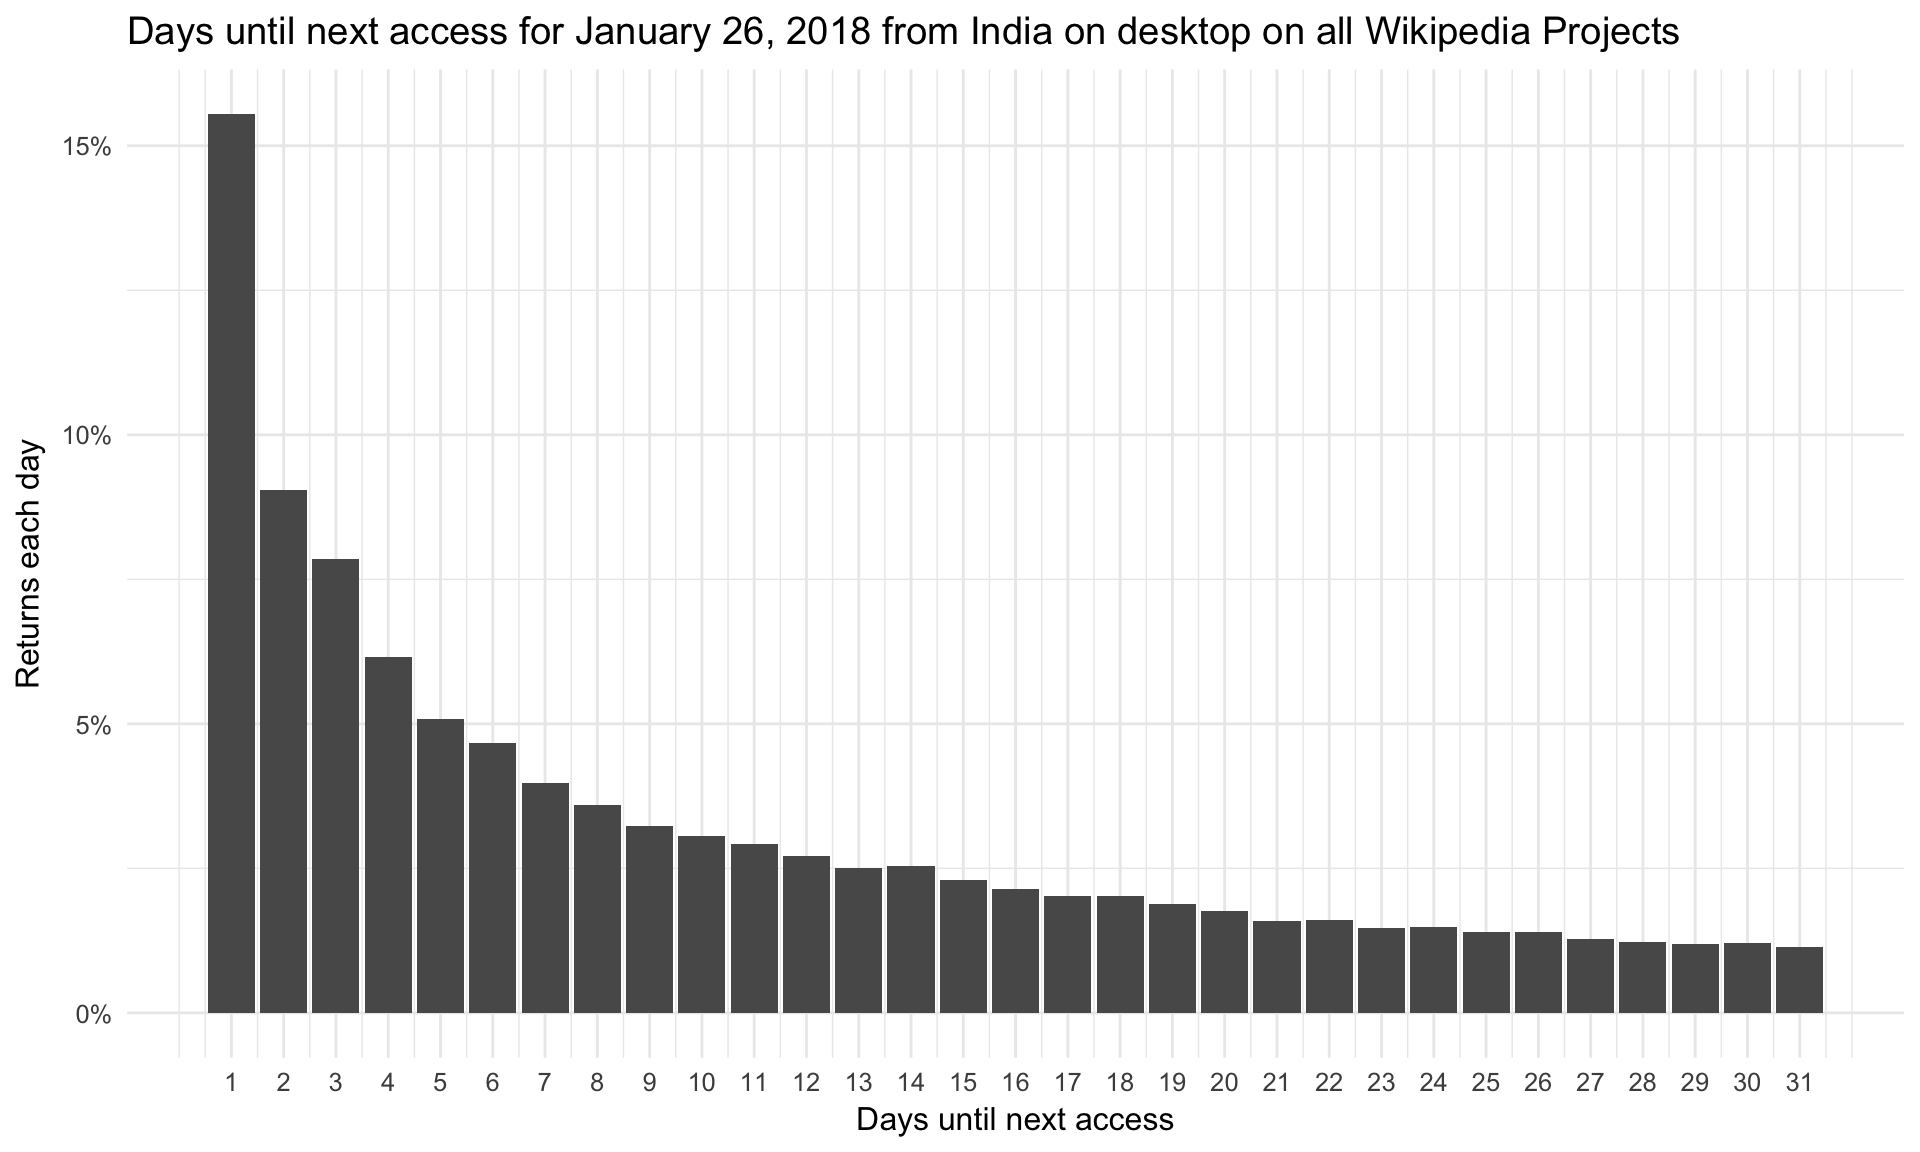 Days until next access for January 26, 2018 from India on desktop on all Wikipedia Projects
Returns each day
15%
10%
5%
0%
1 2 3 4 5 6 7 8 9 10 11 12 13 14 15 16 17 18 19 20 21 22 23 24 25 26 27 28 29 30 31
Days until next access